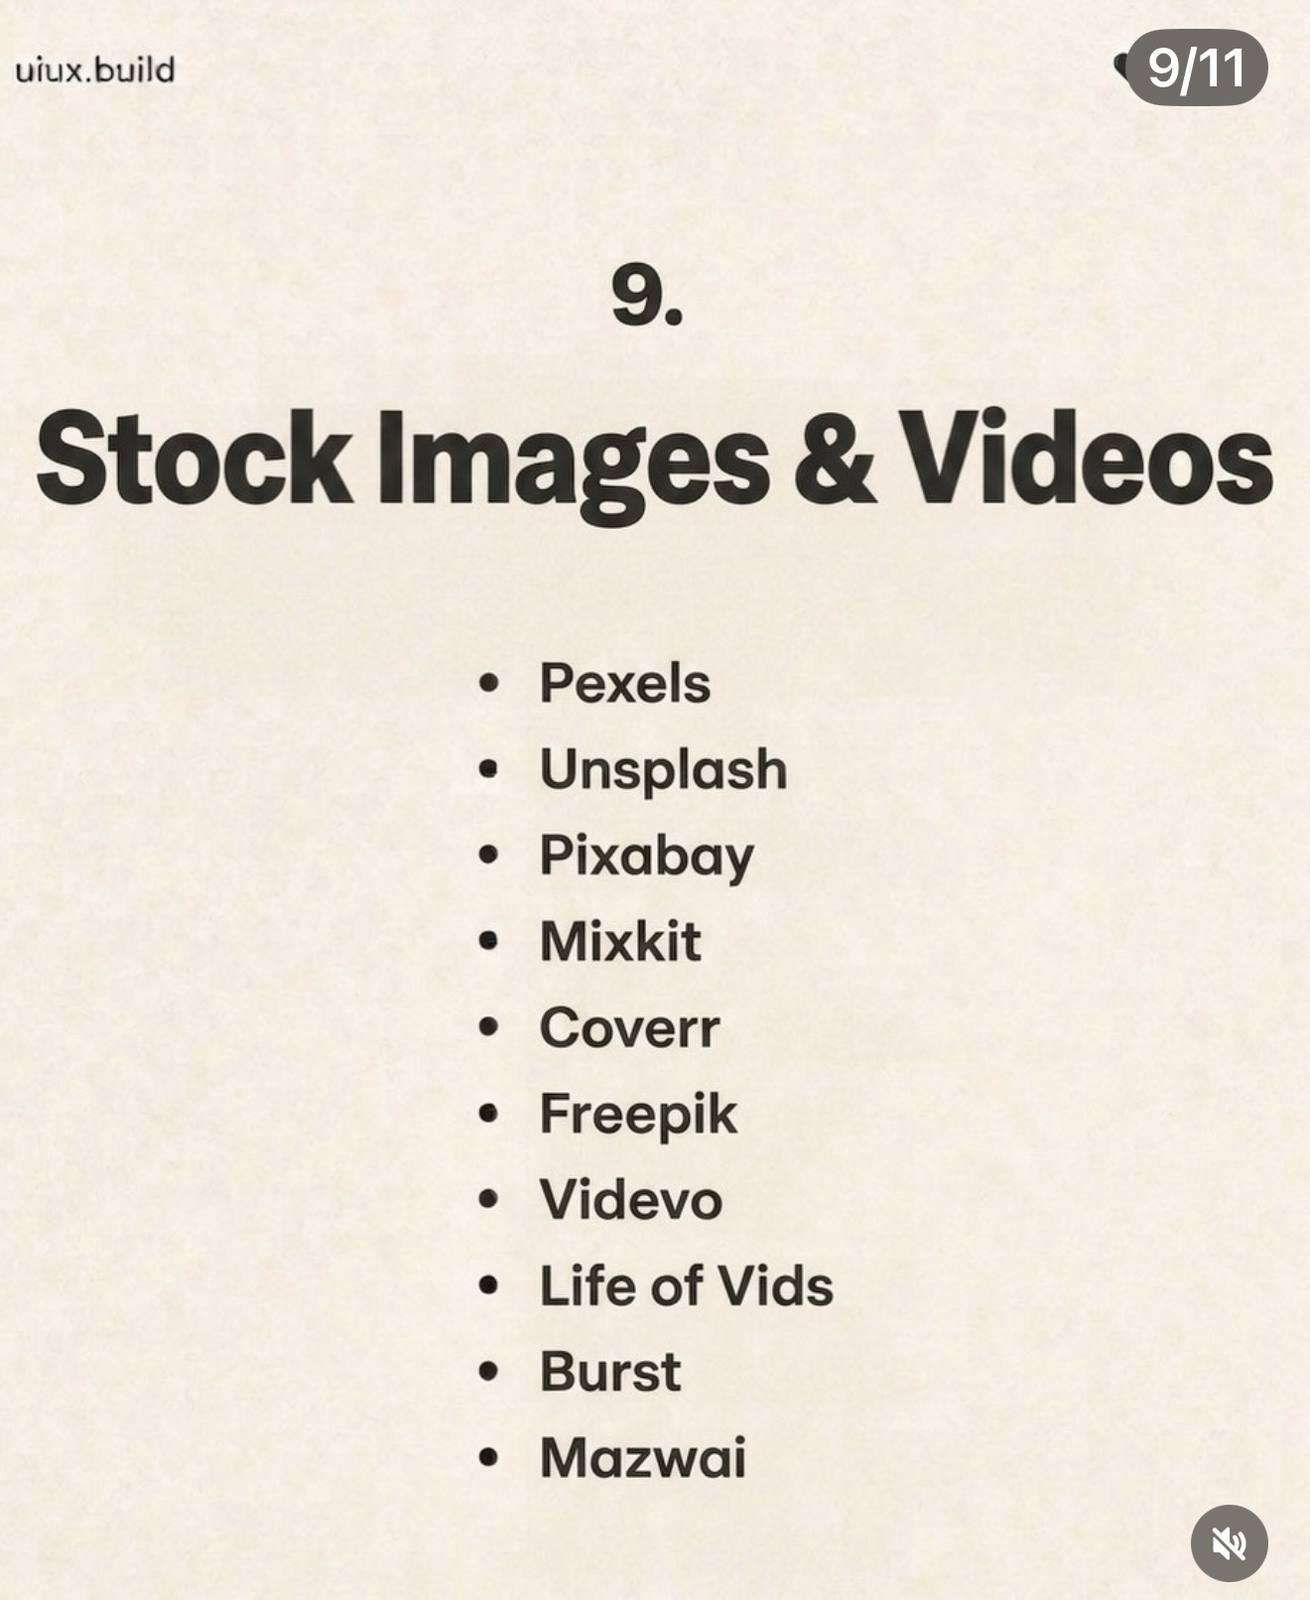 uiux.build
9/11
9.
Stock Images & Videos
• Pexels
• Unsplash
• Pixabay
• Mixkit
• Coverr
• Freepik
• Videvo
• Life of Vids
• Burst
• Mazwai